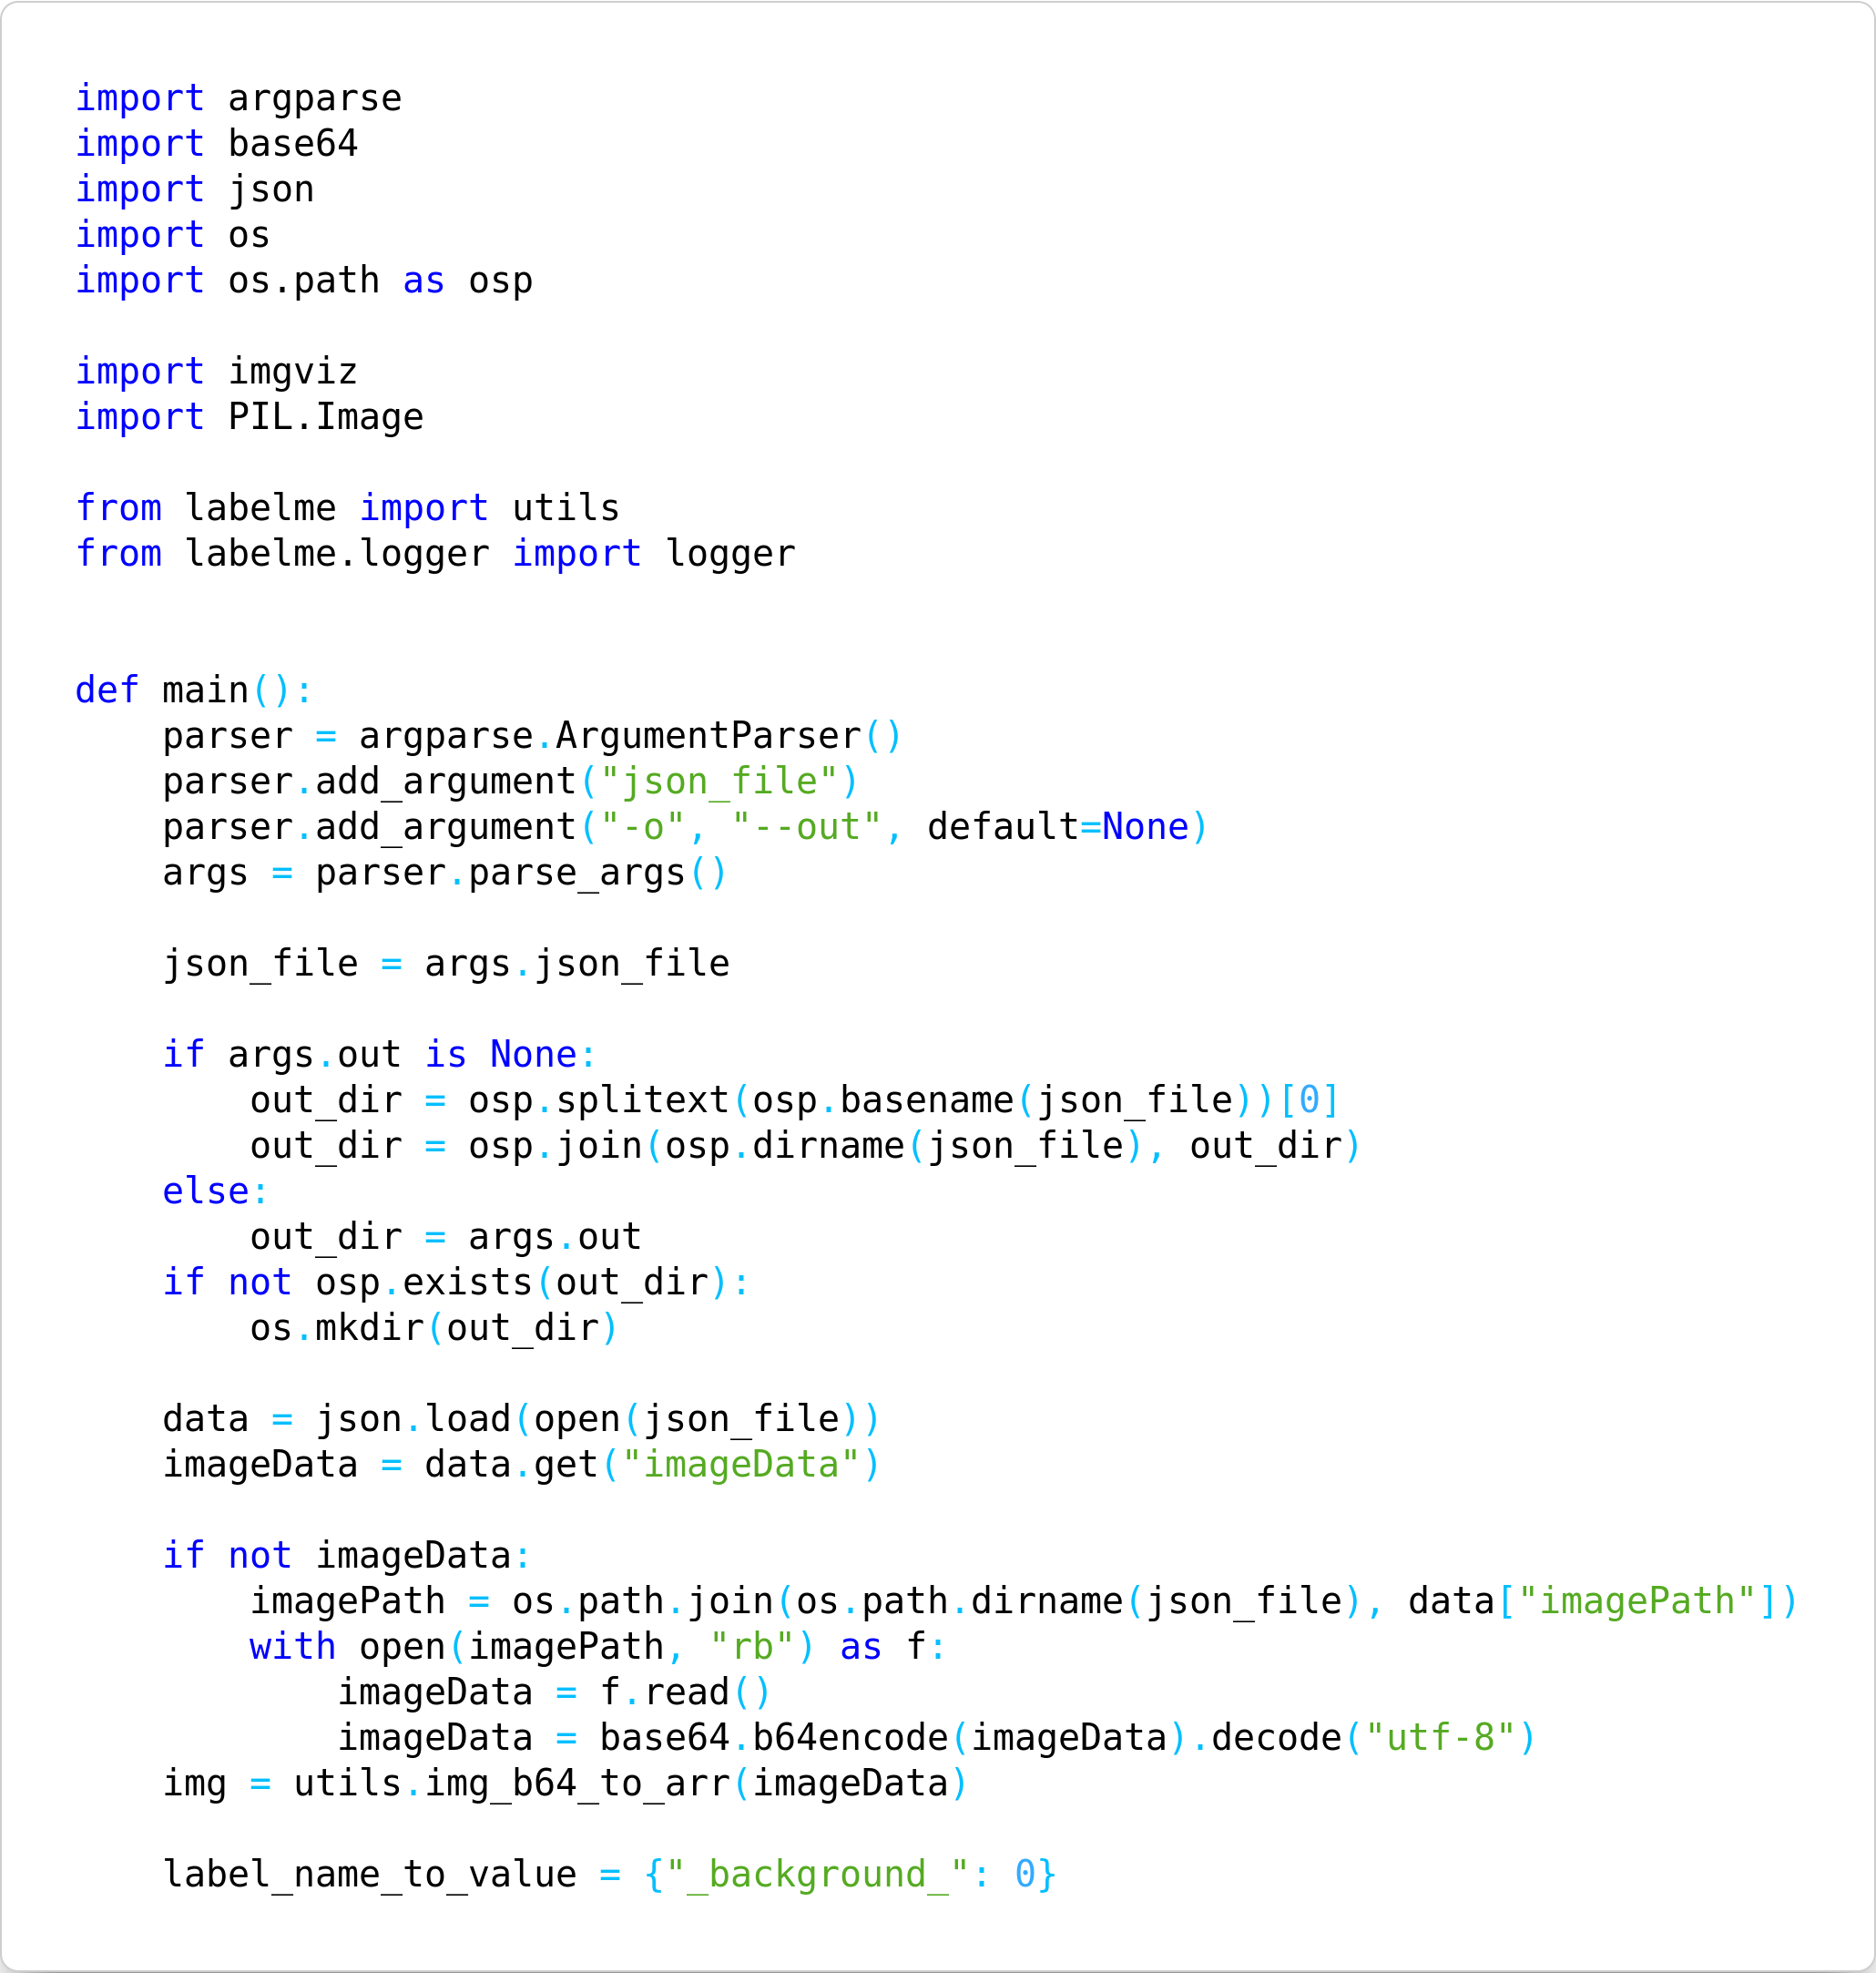 import argparse
import base64
import json
import os
import os.path as osp

import imgviz
import PIL.Image

from labelme import utils
from labelme.logger import logger


def main():
    parser = argparse.ArgumentParser()
    parser.add_argument("json_file")
    parser.add_argument("-o", "--out", default=None)
    args = parser.parse_args()

    json_file = args.json_file

    if args.out is None:
        out_dir = osp.splitext(osp.basename(json_file))[0]
        out_dir = osp.join(osp.dirname(json_file), out_dir)
    else:
        out_dir = args.out
    if not osp.exists(out_dir):
        os.mkdir(out_dir)

    data = json.load(open(json_file))
    imageData = data.get("imageData")

    if not imageData:
        imagePath = os.path.join(os.path.dirname(json_file), data["imagePath"])
        with open(imagePath, "rb") as f:
            imageData = f.read()
            imageData = base64.b64encode(imageData).decode("utf-8")
    img = utils.img_b64_to_arr(imageData)

    label_name_to_value = {"_background_": 0}